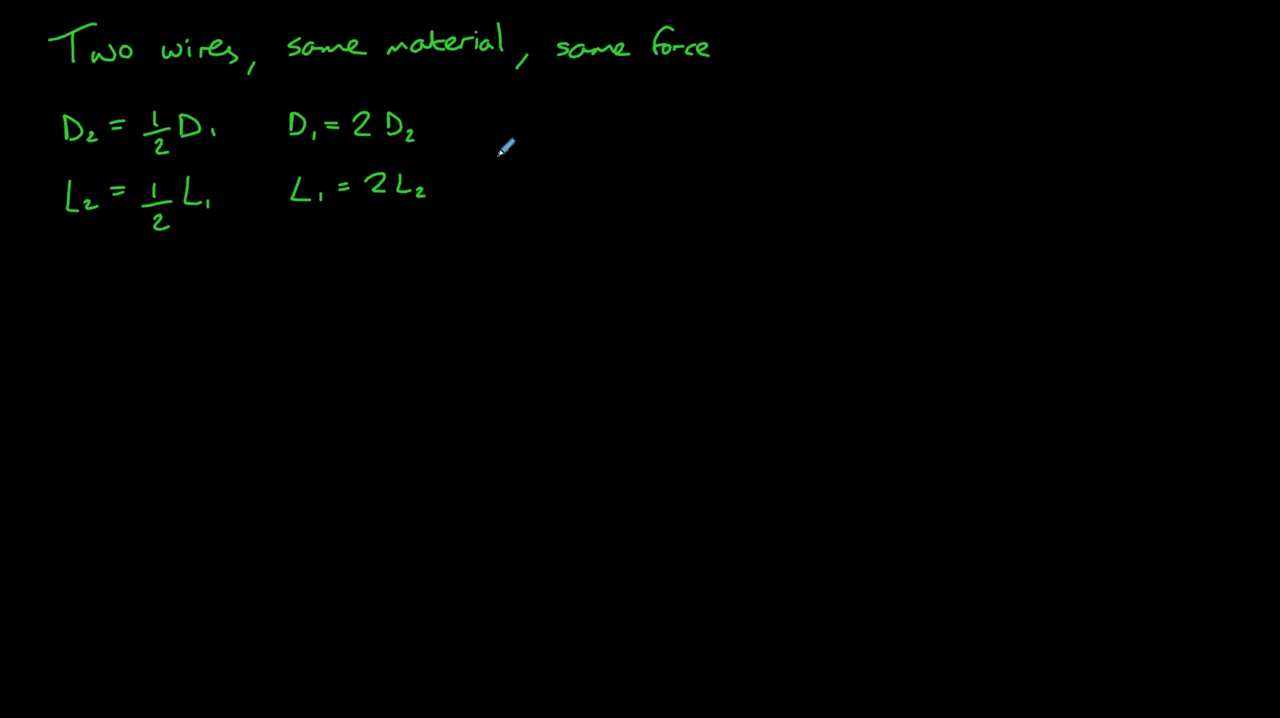 Two wires, same material, same force
D₂ = 1/2 D₁ D₁ = 2 D₂
L₂ = 1/2 L₁ L₁ = 2 L₂